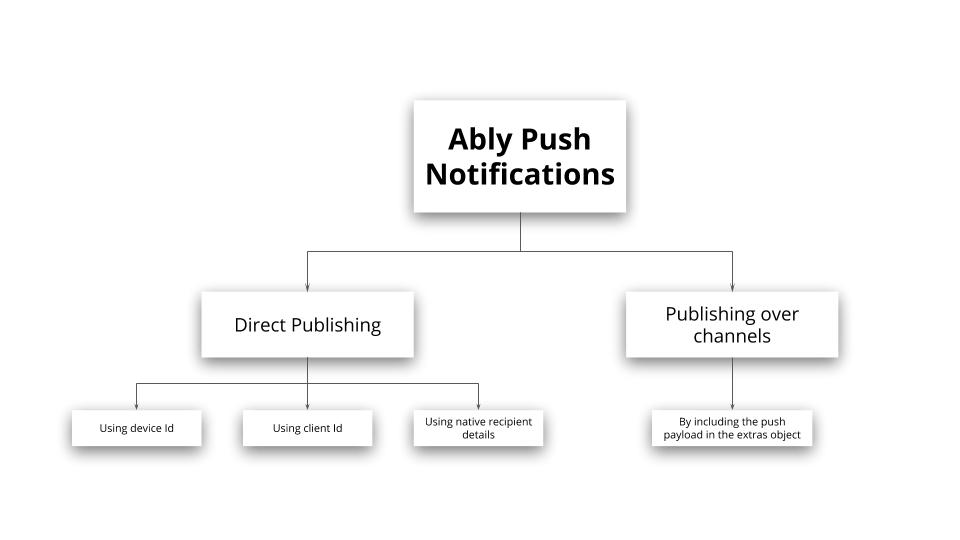 Ably Push
Notifications
Direct Publishing
Publishing over
channels
Using device Id
Using client Id
Using native recipient
details
By including the push
payload in the extras object